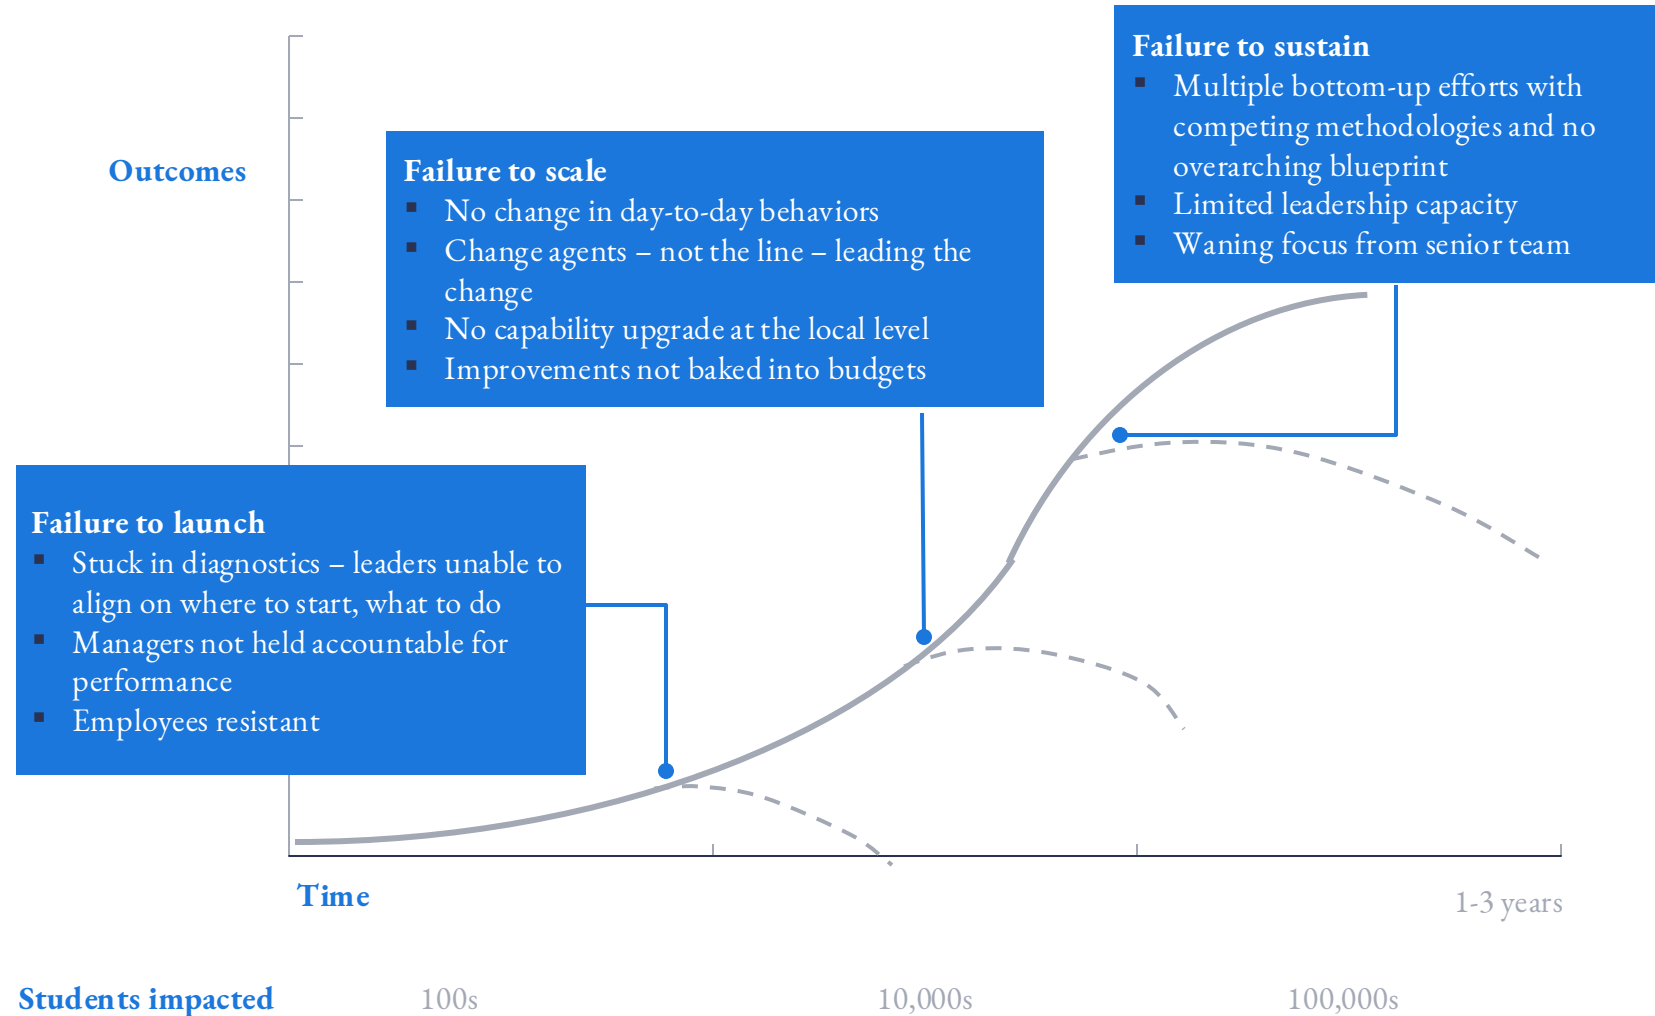 Failure to sustain
▪ Multiple bottom-up efforts with
competing methodologies and no
overarching blueprint
▪ Limited leadership capacity
▪ Waning focus from senior team
Outcomes
Failure to scale
▪ No change in day-to-day behaviors
▪ Change agents – not the line – leading the
change
▪ No capability upgrade at the local level
▪ Improvements not baked into budgets
Failure to launch
▪ Stuck in diagnostics – leaders unable to
align on where to start, what to do
▪ Managers not held accountable for
performance
▪ Employees resistant
Time
1-3 years
Students impacted 100s 10,000s 100,000s